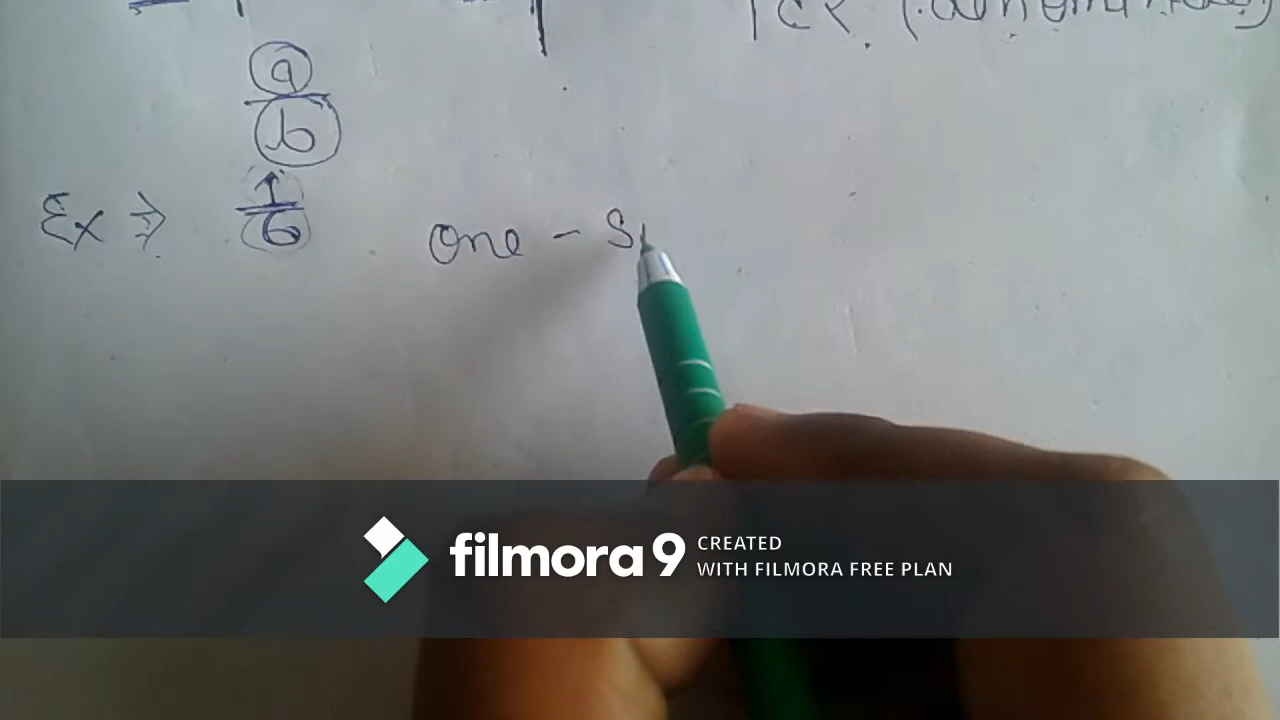 a
b
Ex ⇒ 1/6 One - S
filmora 9 CREATED
WITH FILMORA FREE PLAN